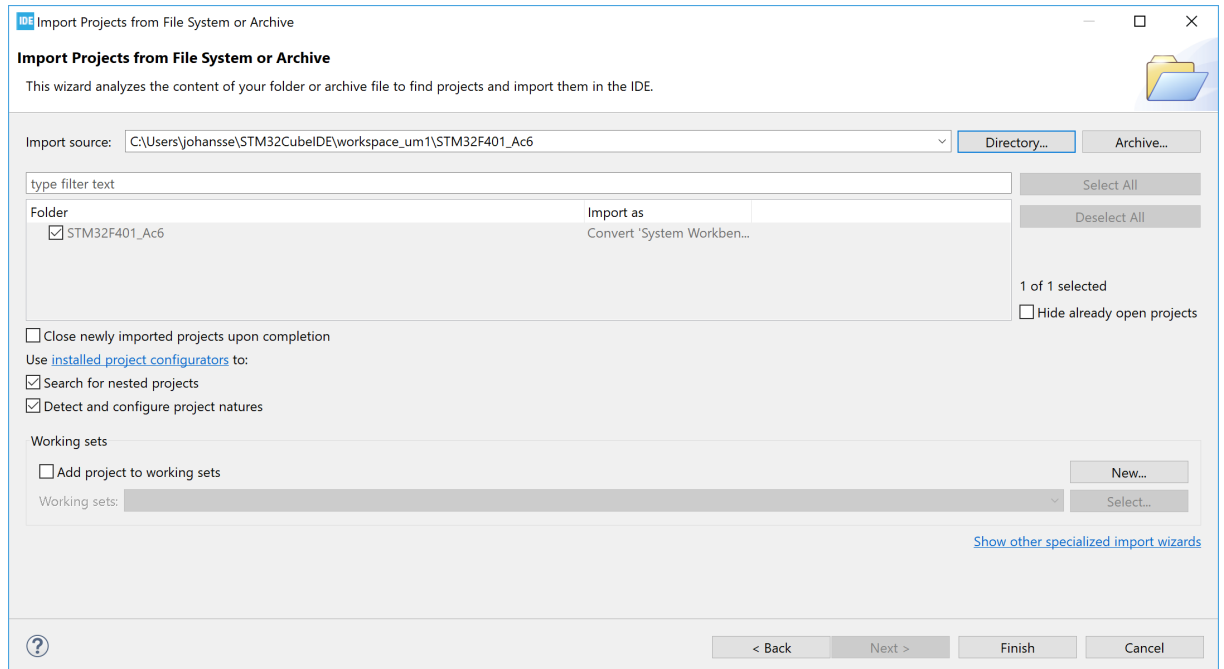 IDE Import Projects from File System or Archive
Import Projects from File System or Archive
This wizard analyzes the content of your folder or archive file to find projects and import them in the IDE.
Import source: C:\Users\johansse\STM32CubeIDE\workspace_um1\STM32F401_Ac6 Directory... Archive...
type filter text Select All
Folder Import as Deselect All
STM32F401_Ac6 Convert 'System Workben...
1 of 1 selected
Hide already open projects
Close newly imported projects upon completion
Use installed project configurators to:
Search for nested projects
Detect and configure project natures
Working sets
Add project to working sets New...
Working sets: Select...
Show other specialized import wizards
? < Back Next > Finish Cancel